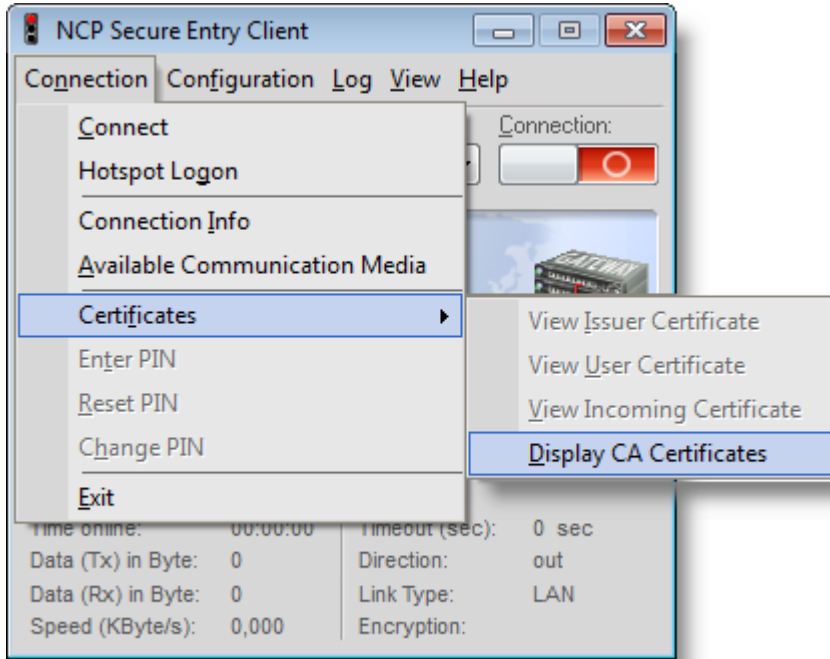 NCP Secure Entry Client
Connection Configuration Log View Help
Connect
Connection:
Hotspot Logon
Connection Info
Available Communication Media
GATEWAY
Certificates
View Issuer Certificate
Enter PIN
View User Certificate
Reset PIN
View Incoming Certificate
Change PIN
Display CA Certificates
Exit
Time online: 00:00:00 Timeout (sec): 0 sec
Data (Tx) in Byte: 0 Direction: out
Data (Rx) in Byte: 0 Link Type: LAN
Speed (KByte/s): 0,000 Encryption: